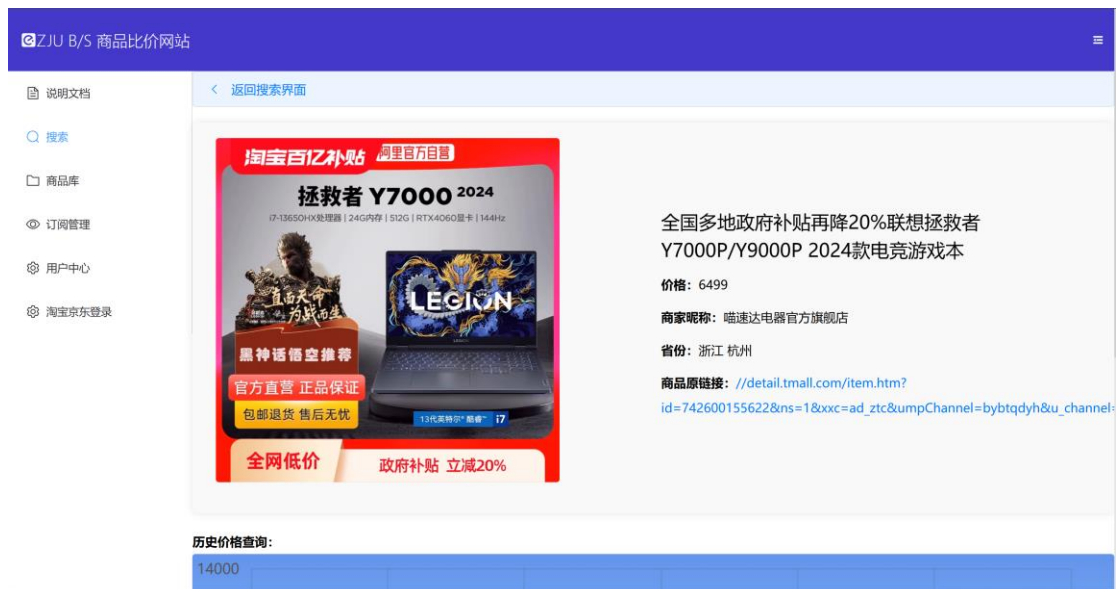 ZJU B/S 商品比价网站
说明文档
搜索
商品库
订阅管理
用户中心
淘宝京东登录
返回搜索界面
淘宝百亿补贴 阿里官方自营
拯救者 Y7000 2024
i7-13650HX处理器 | 24G内存 | 512G | RTX4060显卡 | 144Hz
直面天命
为战而生
LEGION
黑神话悟空推荐
官方直营 正品保证
包邮退货 售后无忧
13代英特尔® 酷睿™ i7
全网低价
政府补贴 立减20%
全国多地政府补贴再降20%联想拯救者
Y7000P/Y9000P 2024款电竞游戏本
价格：6499
商家昵称：喵速达电器官方旗舰店
省份：浙江 杭州
商品原链接：//detail.tmall.com/item.htm?
id=742600155622&ns=1&xxc=ad_ztc&umpChannel=bybtqdyh&u_channel=
历史价格查询：
14000